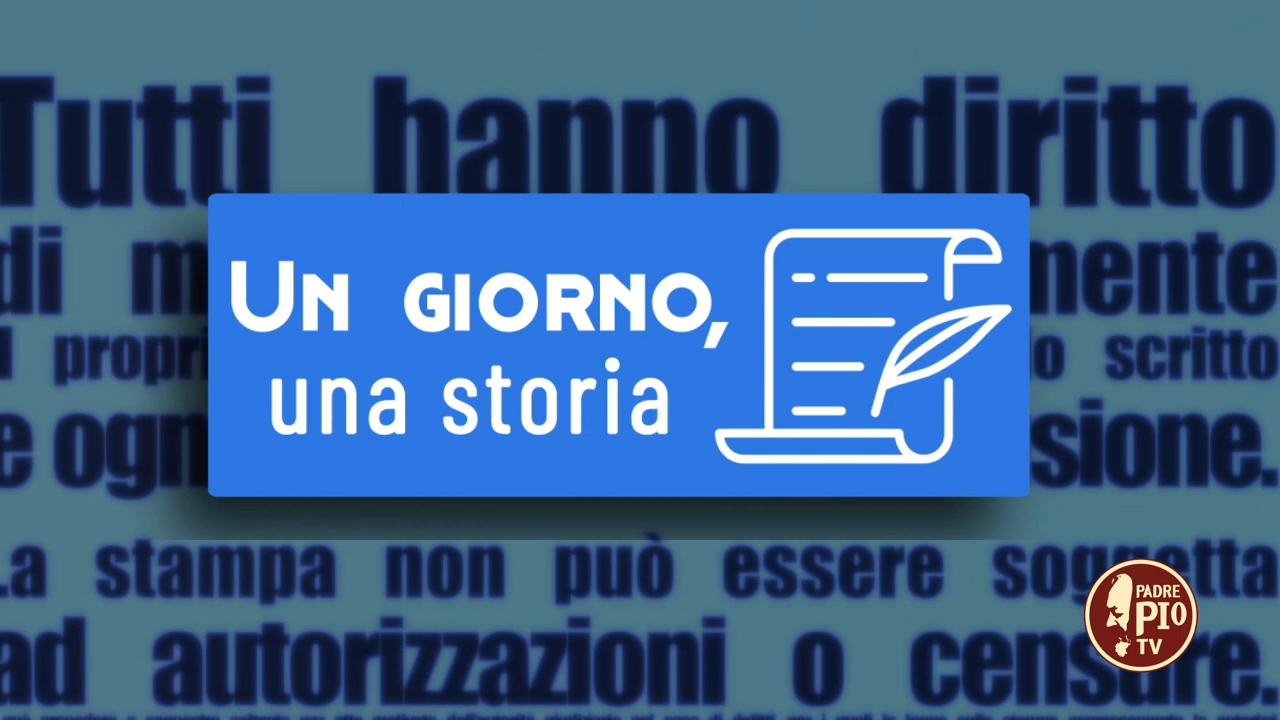 Tutti hanno diritto
di m mente
propri o scritto
e ogn sione.
UN GIORNO,
una storia
La stampa non può essere soggetta
ad autorizzazioni o censure.
PADRE
PIO
TV